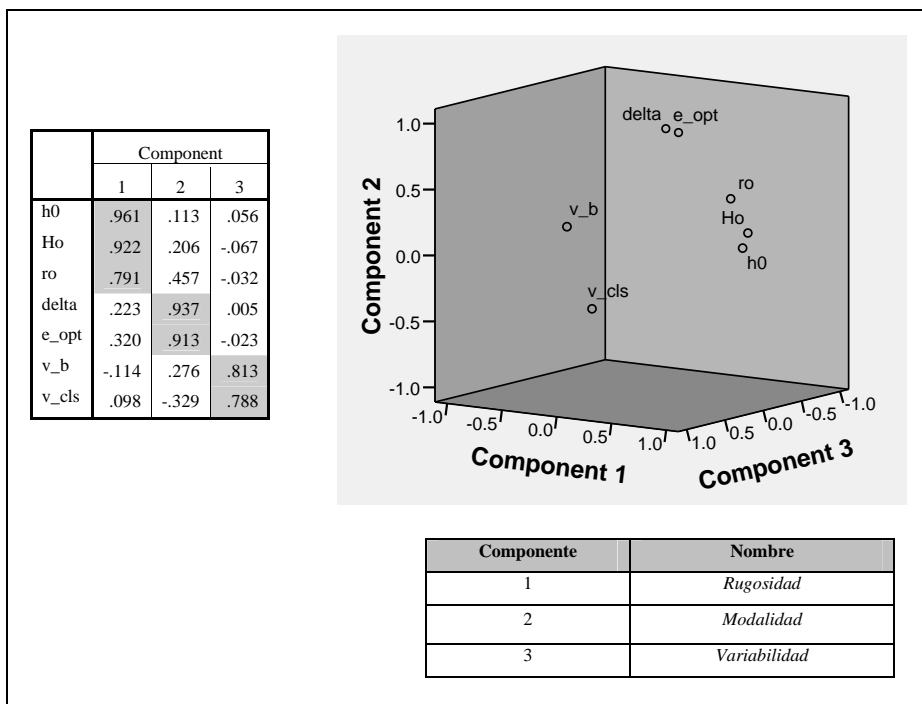 Component
1 2 3
h0 .961 .113 .056
Ho .922 .206 -.067
ro .791 .457 -.032
delta .223 .937 .005
e_opt .320 .913 -.023
v_b -.114 .276 .813
v_cls .098 -.329 .788
Component 2
1.0
0.5
0.0
-0.5
-1.0
delta e_opt
ro
v_b
Ho
h0
v_cls
-1.0 -0.5 0.0 0.5 1.0
Component 1
1.0 0.5 0.0 -0.5 -1.0
Component 3
Componente Nombre
1 Rugosidad
2 Modalidad
3 Variabilidad